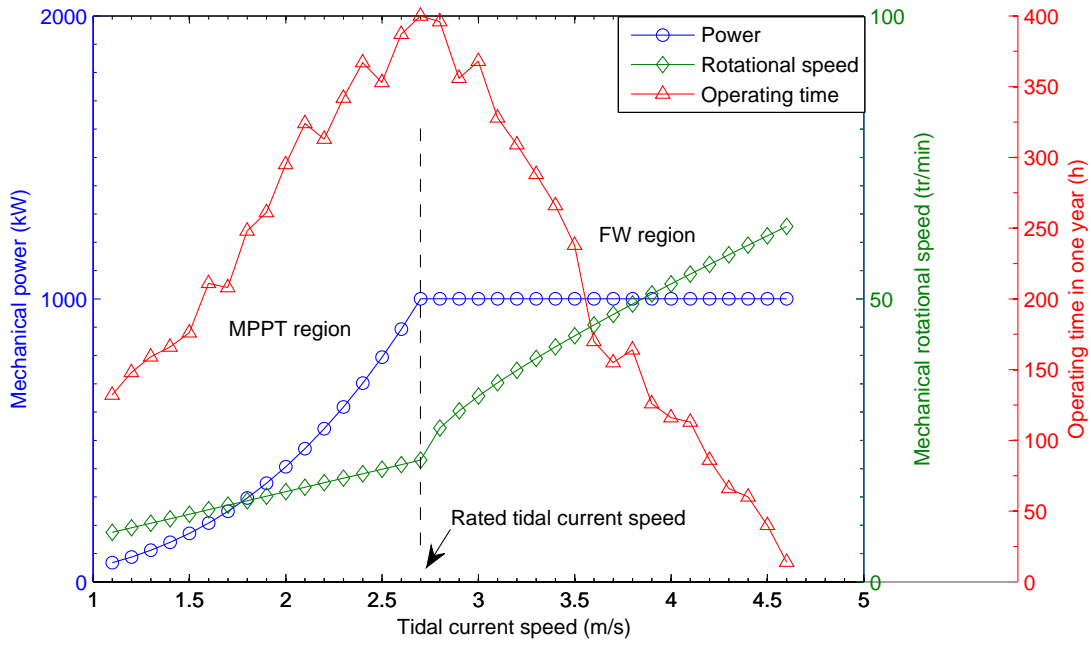 2000
1000
0
Mechanical power (kW)
100
50
0
Mechanical rotational speed (tr/min)
400
350
300
250
200
150
100
50
0
Operating time in one year (h)
Power
Rotational speed
Operating time
MPPT region
FW region
Rated tidal current speed
1 1.5 2 2.5 3 3.5 4 4.5 5
Tidal current speed (m/s)